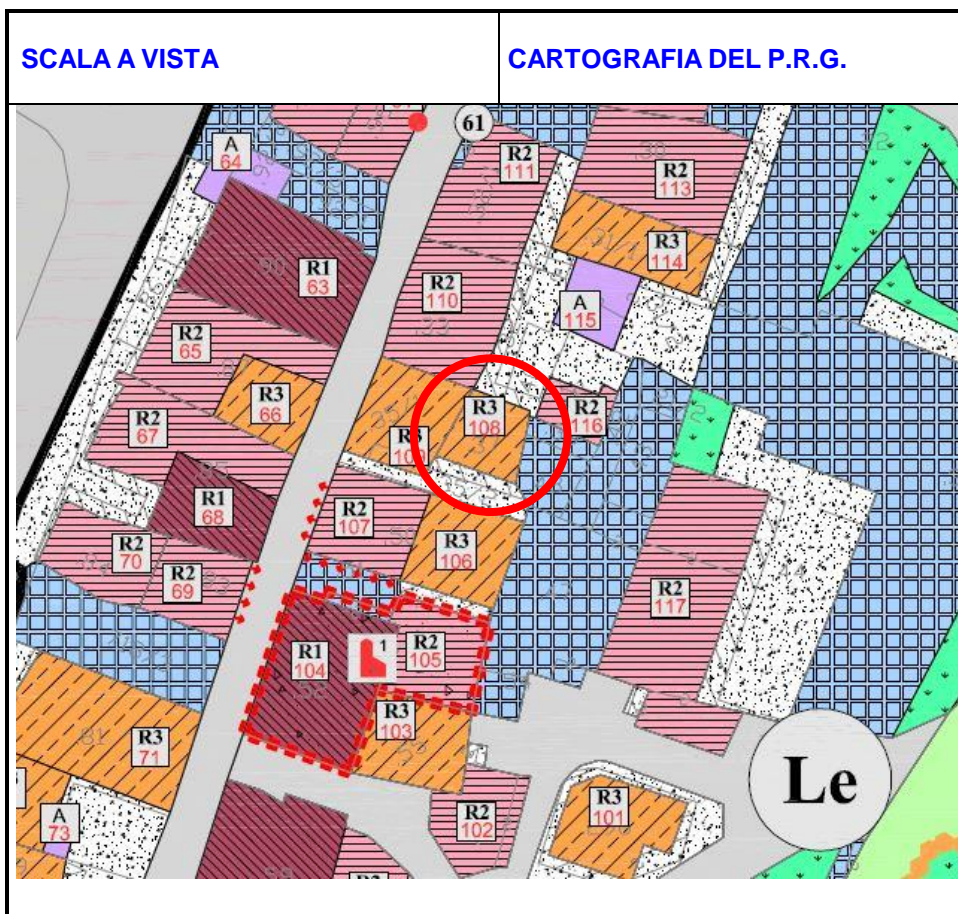 SCALA A VISTA
CARTOGRAFIA DEL P.R.G.
61
A
64
R2
111
R2
113
R1
63
R3
114
R2
110
A
115
R2
65
R3
66
R3
108
R2
116
R2
67
R3
109
R1
68
R2
107
R2
70
R2
69
R3
106
R2
117
R1
104
1
R2
105
R3
103
R3
71
Le
R2
102
R3
101
A
73